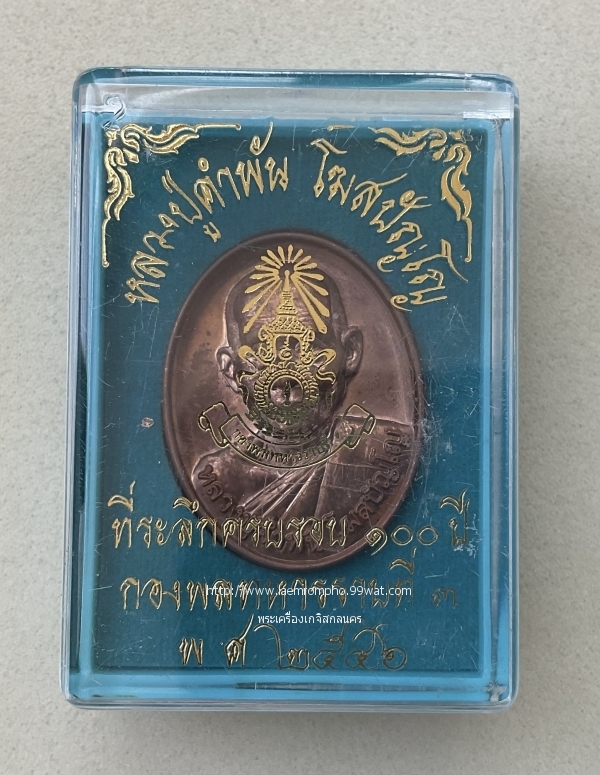 หลวงปู่คำพัน โฆสปัญโญ
ที่ระลึกครบรอบ ๑๐๐ ปี
http://www.laemrompho.99wat.com/
กองพลทหารราบที่ ๓
พระเครื่องเกจิสกลนคร
พ ศ ๒๕๕๒